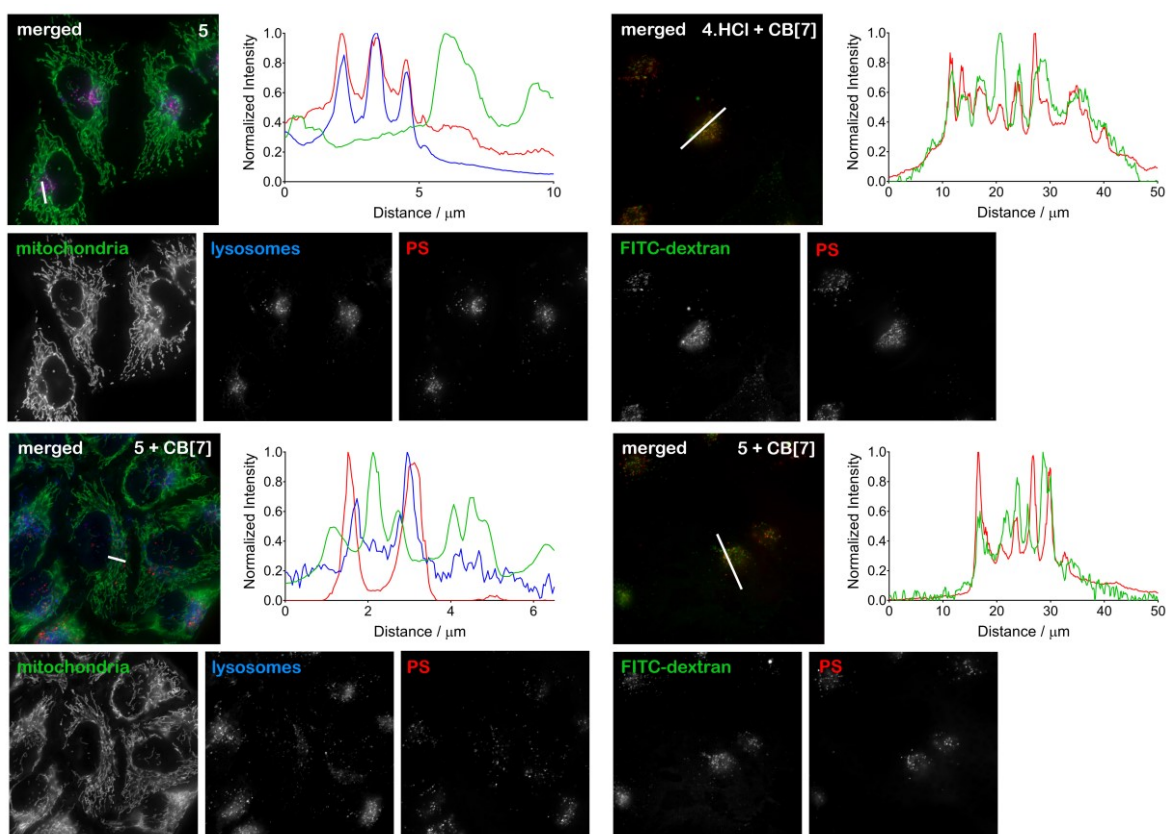 merged 5
Normalized Intensity
1.0
0.8
0.6
0.4
0.2
0.0
0 5 10
Distance / μm
mitochondria
lysosomes
PS
merged 4.HCl + CB[7]
Normalized Intensity
1.0
0.8
0.6
0.4
0.2
0.0
0 10 20 30 40 50
Distance / μm
FITC-dextran
PS
merged 5 + CB[7]
Normalized Intensity
1.0
0.8
0.6
0.4
0.2
0.0
0 2 4 6
Distance / μm
mitochondria
lysosomes
PS
merged 5 + CB[7]
Normalized Intensity
1.0
0.8
0.6
0.4
0.2
0.0
0 10 20 30 40 50
Distance / μm
FITC-dextran
PS